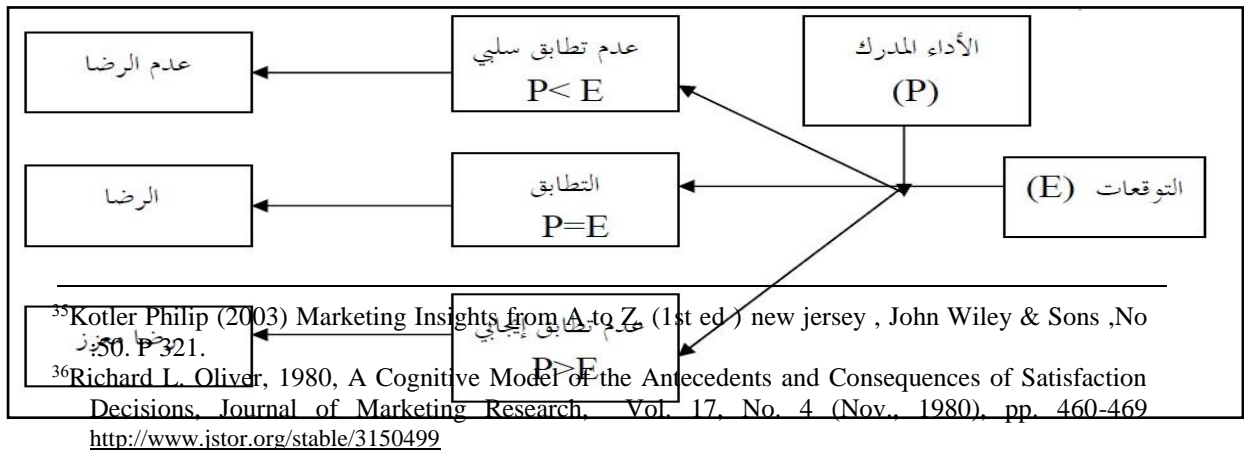 الأداء المدرك
(P)
التوقعات (E)
عدم تطابق سلبي
P< E
عدم الرضا
التطابق
P=E
الرضا
عدم تطابق إيجابي
P>E
رضا معزز
³⁵Kotler Philip (2003) Marketing Insights from A to Z, (1st ed ) new jersey , John Wiley & Sons ,No
.50. P 321.
³⁶Richard L. Oliver, 1980, A Cognitive Model of the Antecedents and Consequences of Satisfaction
Decisions, Journal of Marketing Research, Vol. 17, No. 4 (Nov., 1980), pp. 460-469
http://www.jstor.org/stable/3150499